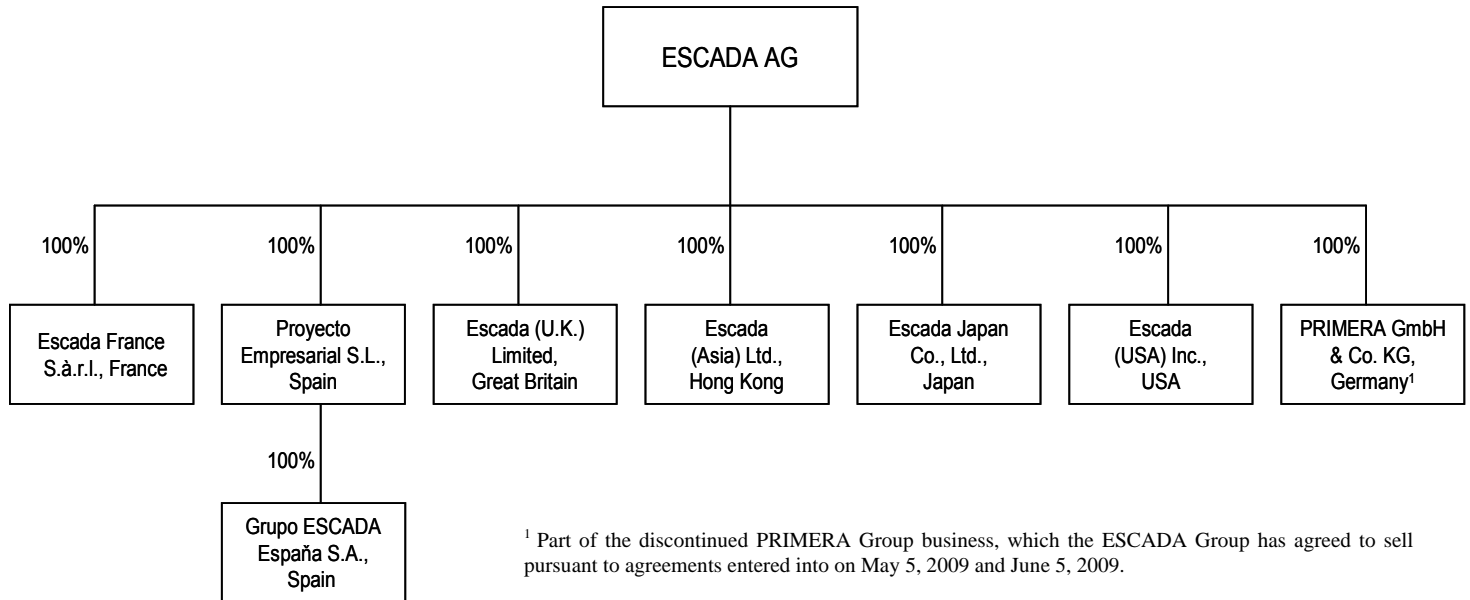 ESCADA AG
100%
100%
100%
100%
100%
100%
100%
Escada France
S.à.r.l., France
Proyecto
Empresarial S.L.,
Spain
Escada (U.K.)
Limited,
Great Britain
Escada
(Asia) Ltd.,
Hong Kong
Escada Japan
Co., Ltd.,
Japan
Escada
(USA) Inc.,
USA
PRIMERA GmbH
& Co. KG,
Germany¹
100%
Grupo ESCADA
Espaňa S.A.,
Spain
¹ Part of the discontinued PRIMERA Group business, which the ESCADA Group has agreed to sell
pursuant to agreements entered into on May 5, 2009 and June 5, 2009.